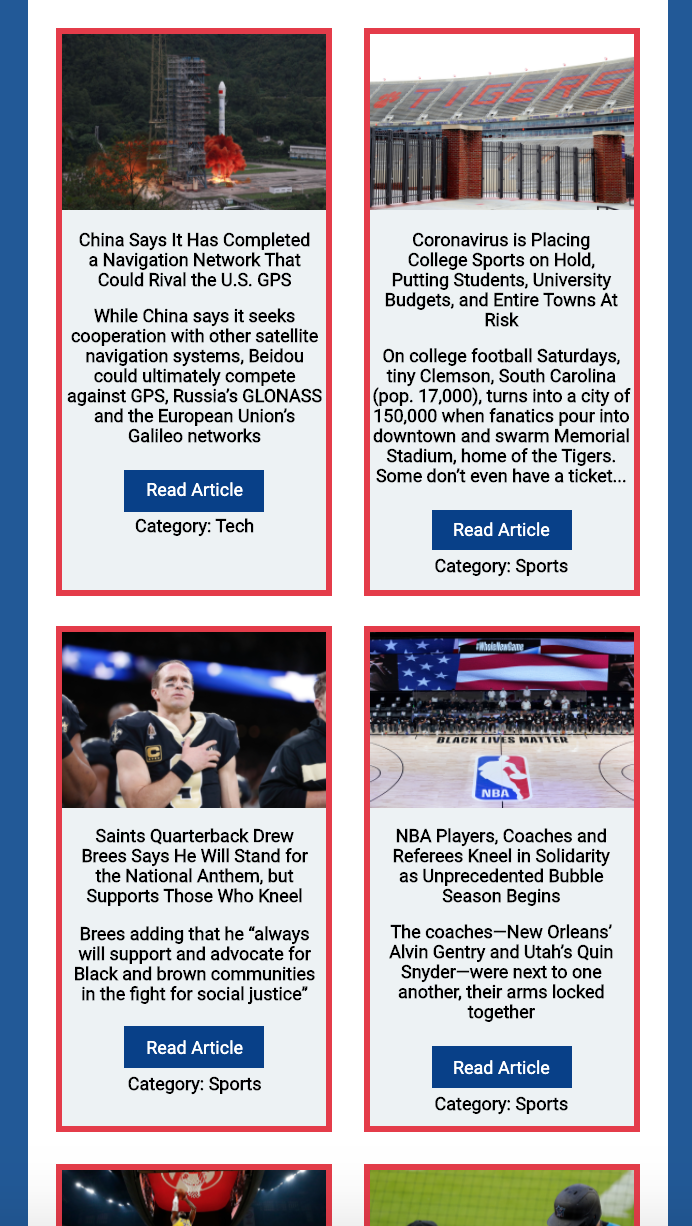 China Says It Has Completed
a Navigation Network That
Could Rival the U.S. GPS
While China says it seeks
cooperation with other satellite
navigation systems, Beidou
could ultimately compete
against GPS, Russia’s GLONASS
and the European Union’s
Galileo networks
Read Article
Category: Tech
TIGERS
Coronavirus is Placing
College Sports on Hold,
Putting Students, University
Budgets, and Entire Towns At
Risk
On college football Saturdays,
tiny Clemson, South Carolina
(pop. 17,000), turns into a city of
150,000 when fanatics pour into
downtown and swarm Memorial
Stadium, home of the Tigers.
Some don’t even have a ticket...
Read Article
Category: Sports
C
Saints Quarterback Drew
Brees Says He Will Stand for
the National Anthem, but
Supports Those Who Kneel
Brees adding that he “always
will support and advocate for
Black and brown communities
in the fight for social justice”
Read Article
Category: Sports
#WholeNewGame
BLACK LIVES MATTER
NBA
NBA Players, Coaches and
Referees Kneel in Solidarity
as Unprecedented Bubble
Season Begins
The coaches—New Orleans’
Alvin Gentry and Utah’s Quin
Snyder—were next to one
another, their arms locked
together
Read Article
Category: Sports